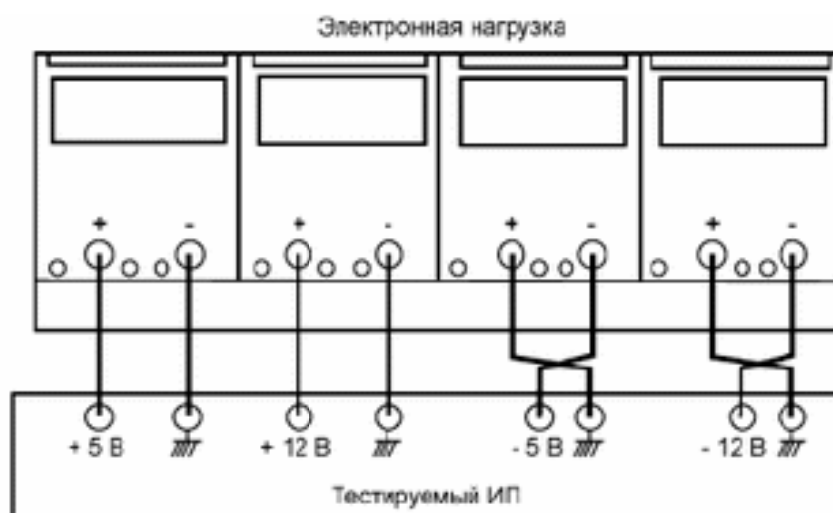 Электронная нагрузка
+ - + - + - + -
+ 5 В + 12 В - 5 В - 12 В
Тестируемый ИП